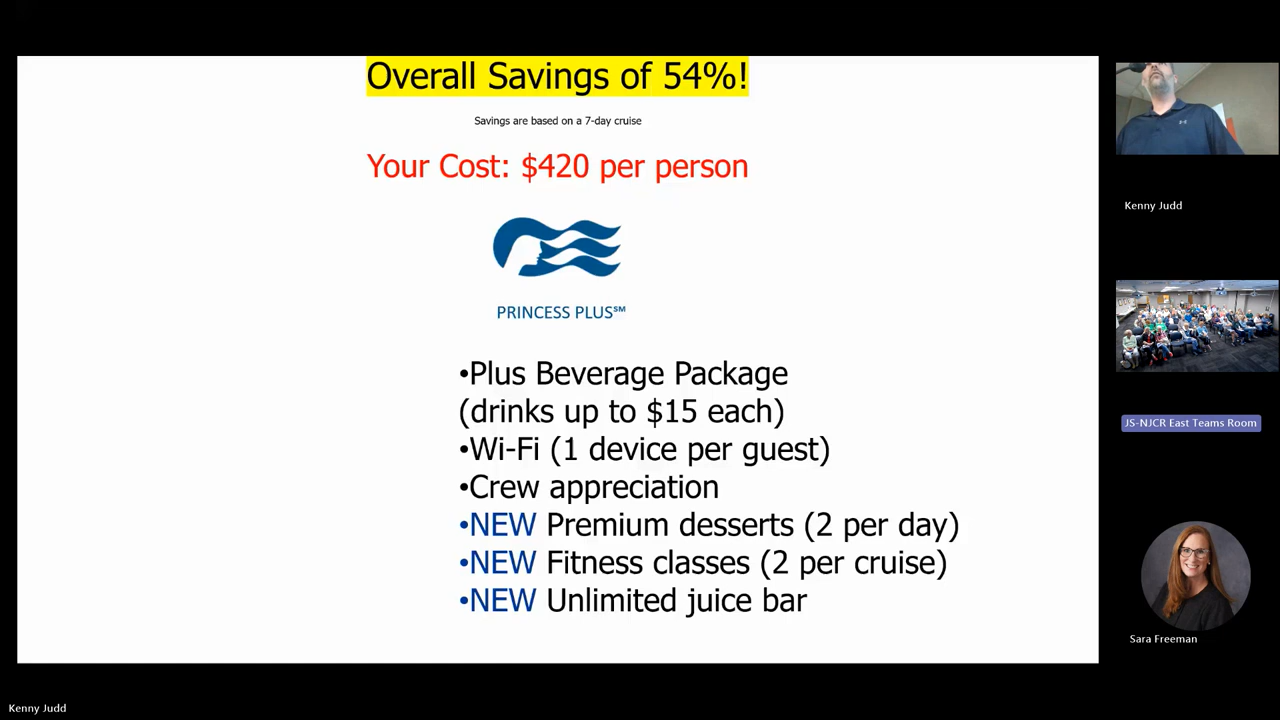 Overall Savings of 54%!
Savings are based on a 7-day cruise
Your Cost: $420 per person
PRINCESS PLUS℠
•Plus Beverage Package
(drinks up to $15 each)
•Wi-Fi (1 device per guest)
•Crew appreciation
•NEW Premium desserts (2 per day)
•NEW Fitness classes (2 per cruise)
•NEW Unlimited juice bar
Kenny Judd
JS-NJCR East Teams Room
Sara Freeman
Kenny Judd